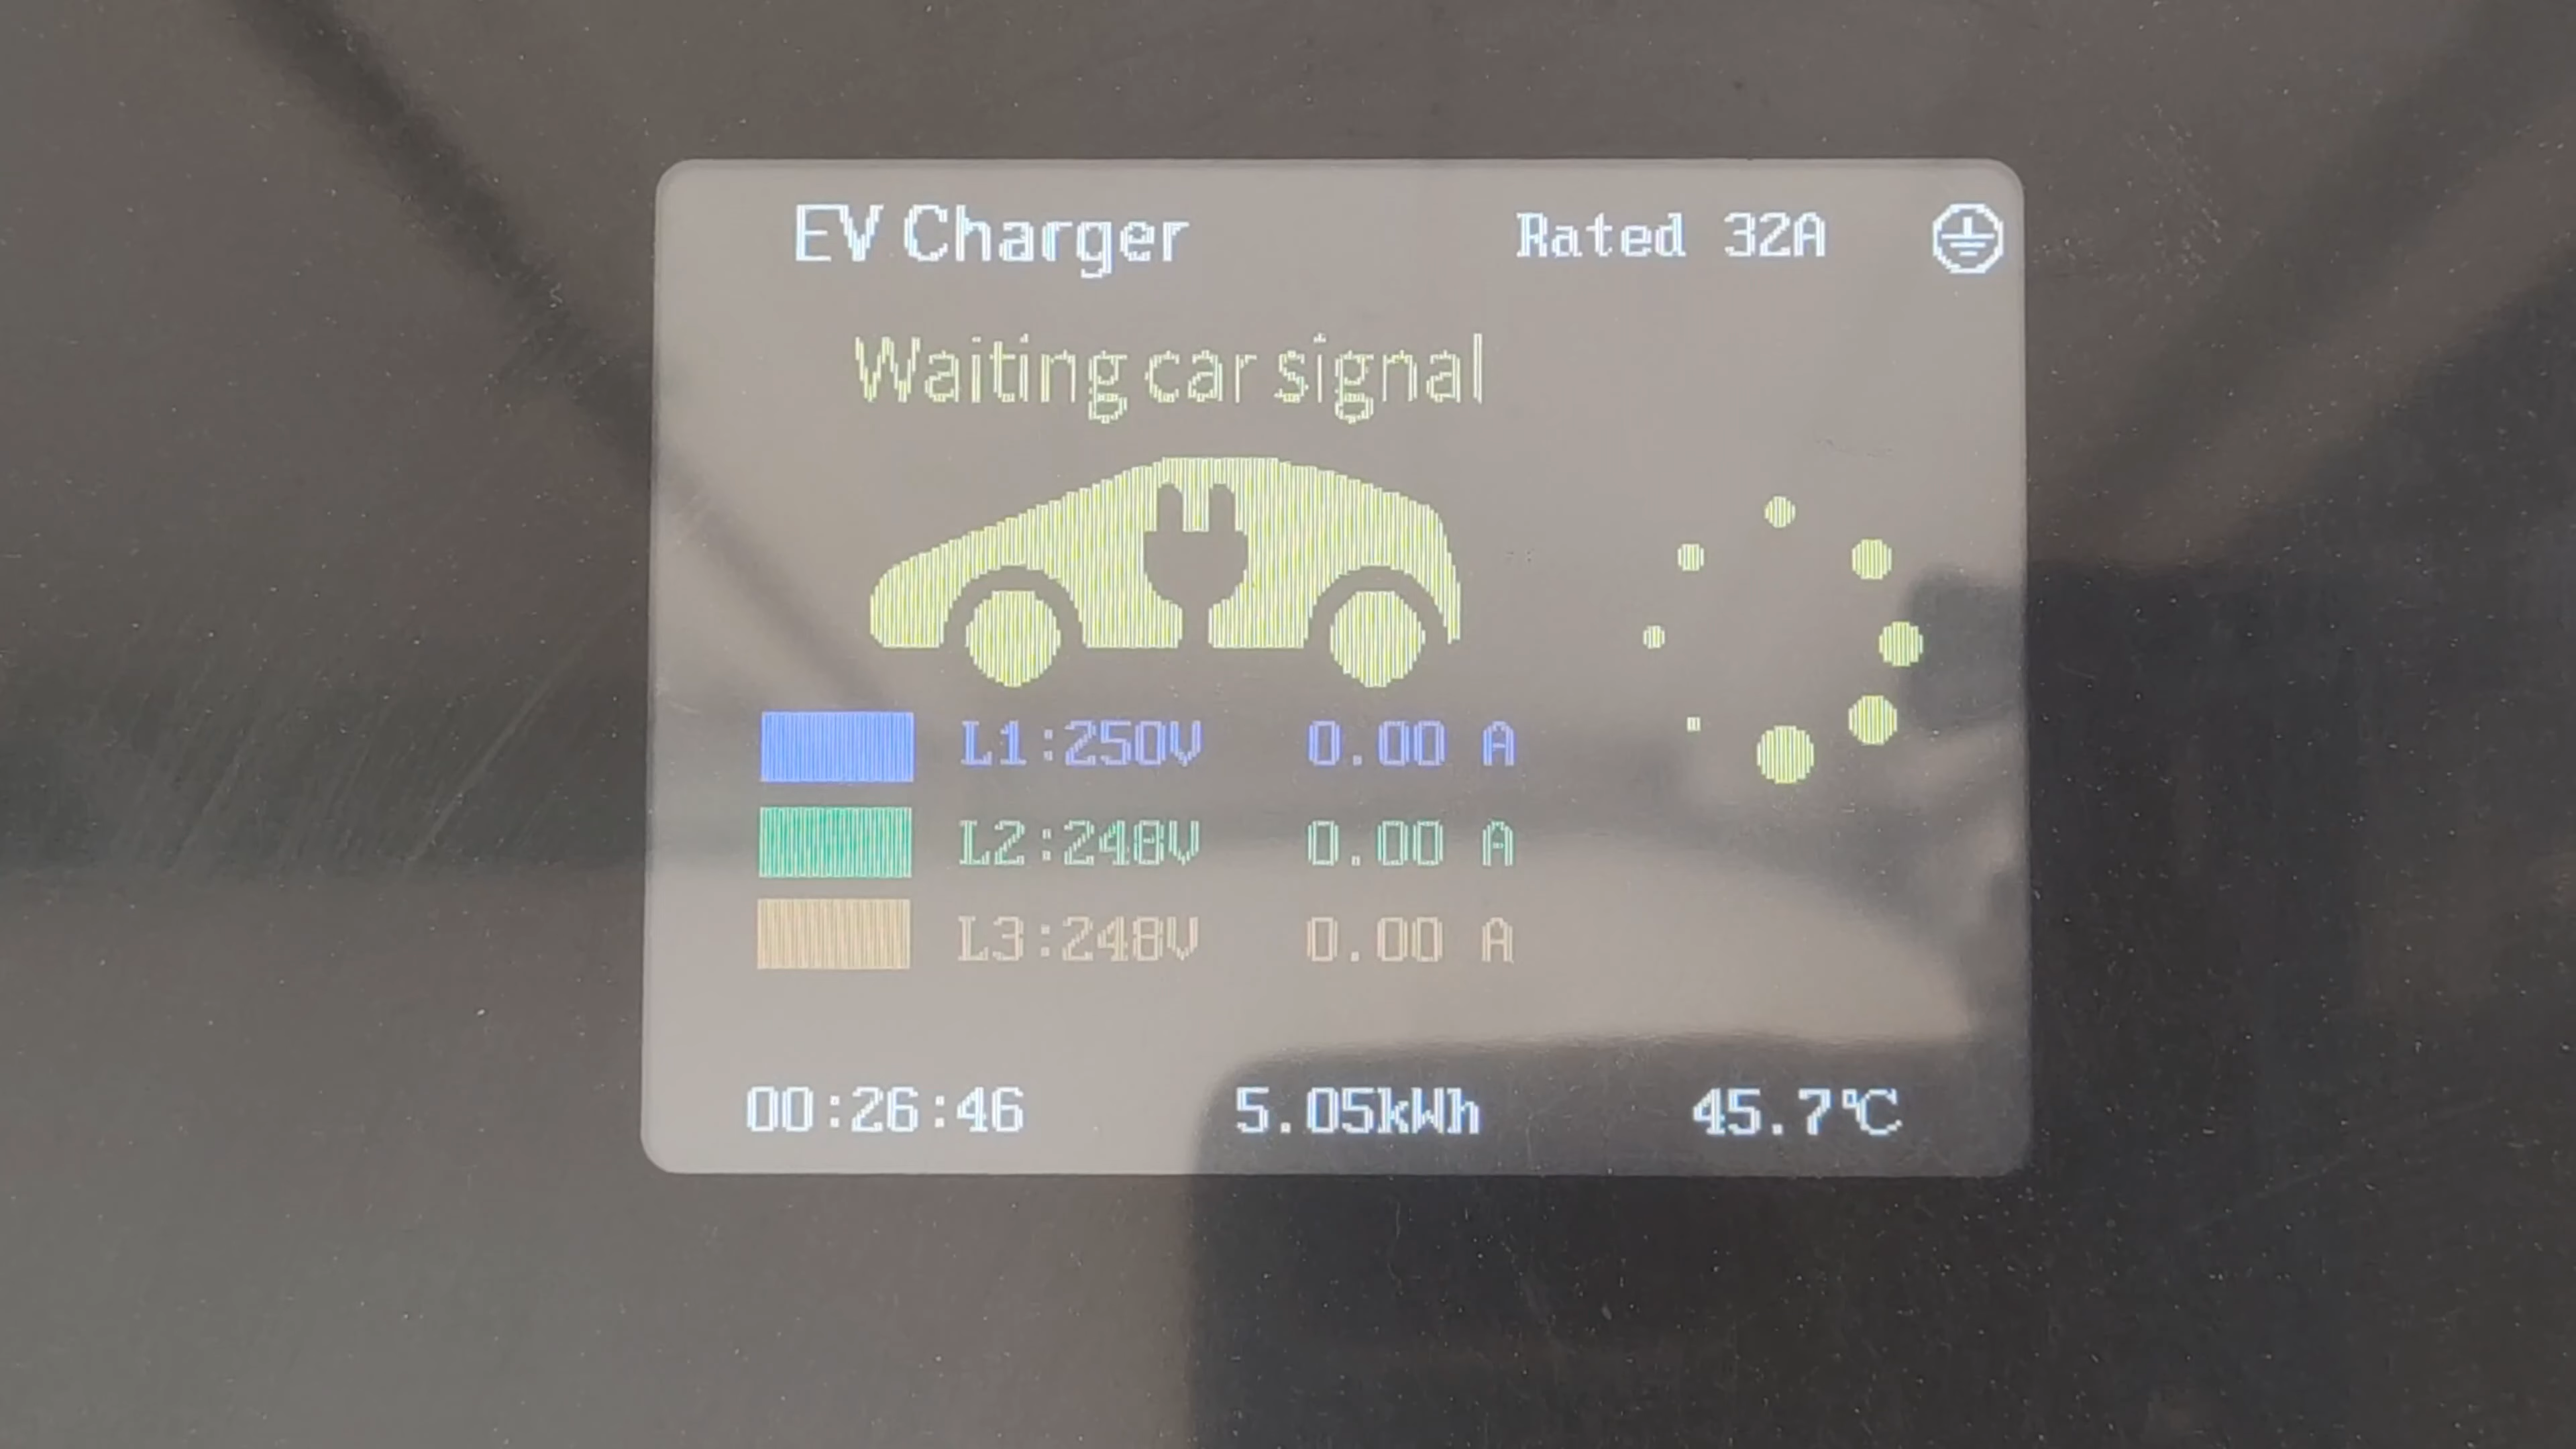 EV Charger Rated 32A
Waiting car signal
L1:250V 0.00 A
L2:248V 0.00 A
L3:248V 0.00 A
00:26:46 5.05kWh 45.7℃